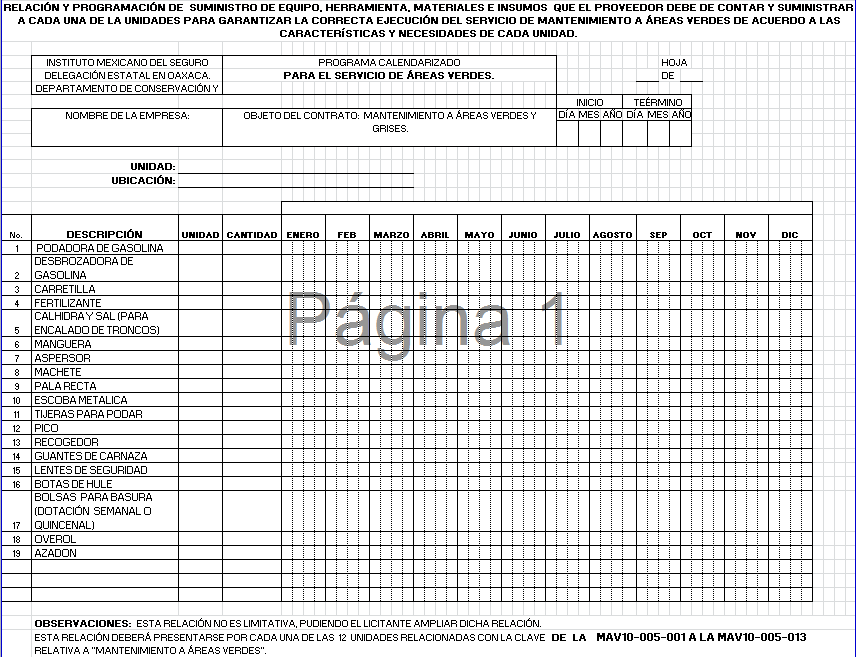 RELACIÓN Y PROGRAMACIÓN DE SUMINISTRO DE EQUIPO, HERRAMIENTA, MATERIALES E INSUMOS QUE EL PROVEEDOR DEBE DE CONTAR Y SUMINISTRAR
A CADA UNA DE LA UNIDADES PARA GARANTIZAR LA CORRECTA EJECUCIÓN DEL SERVICIO DE MANTENIMIENTO A ÁREAS VERDES DE ACUERDO A LAS
CARACTERíSTICAS Y NECESIDADES DE CADA UNIDAD.
INSTITUTO MEXICANO DEL SEGURO PROGRAMA CALENDARIZADO HOJA
DELEGACIÓN ESTATAL EN OAXACA. PARA EL SERVICIO DE ÁREAS VERDES. ____ DE ____
DEPARTAMENTO DE CONSERVACIÓN Y
INICIO TEÉRMINO
NOMBRE DE LA EMPRESA: OBJETO DEL CONTRATO: MANTENIMIENTO A ÁREAS VERDES Y DÍA MES AÑO DÍA MES AÑO
GRISES.
UNIDAD:
UBICACIÓN:
No. DESCRIPCIÓN UNIDAD CANTIDAD ENERO FEB MARZO ABRIL MAYO JUNIO JULIO AGOSTO SEP OCT NOV DIC
1 PODADORA DE GASOLINA
DESBROZADORA DE
2 GASOLINA
3 CARRETILLA
4 FERTILIZANTE
CALHIDRA Y SAL (PARA
5 ENCALADO DE TRONCOS)
6 MANGUERA
7 ASPERSOR
8 MACHETE
9 PALA RECTA
10 ESCOBA METALICA
11 TIJERAS PARA PODAR
12 PICO
13 RECOGEDOR
14 GUANTES DE CARNAZA
15 LENTES DE SEGURIDAD
16 BOTAS DE HULE
BOLSAS PARA BASURA
(DOTACIÓN SEMANAL O
17 QUINCENAL)
18 OVEROL
19 AZADON
Página 1
OBSERVACIONES: ESTA RELACIÓN NO ES LIMITATIVA, PUDIENDO EL LICITANTE AMPLIAR DICHA RELACIÓN.
ESTA RELACIÓN DEBERÁ PRESENTARSE POR CADA UNA DE LAS 12 UNIDADES RELACIONADAS CON LA CLAVE DE LA MAV10-005-001 A LA MAV10-005-013
RELATIVA A "MANTENIMIENTO A ÁREAS VERDES".